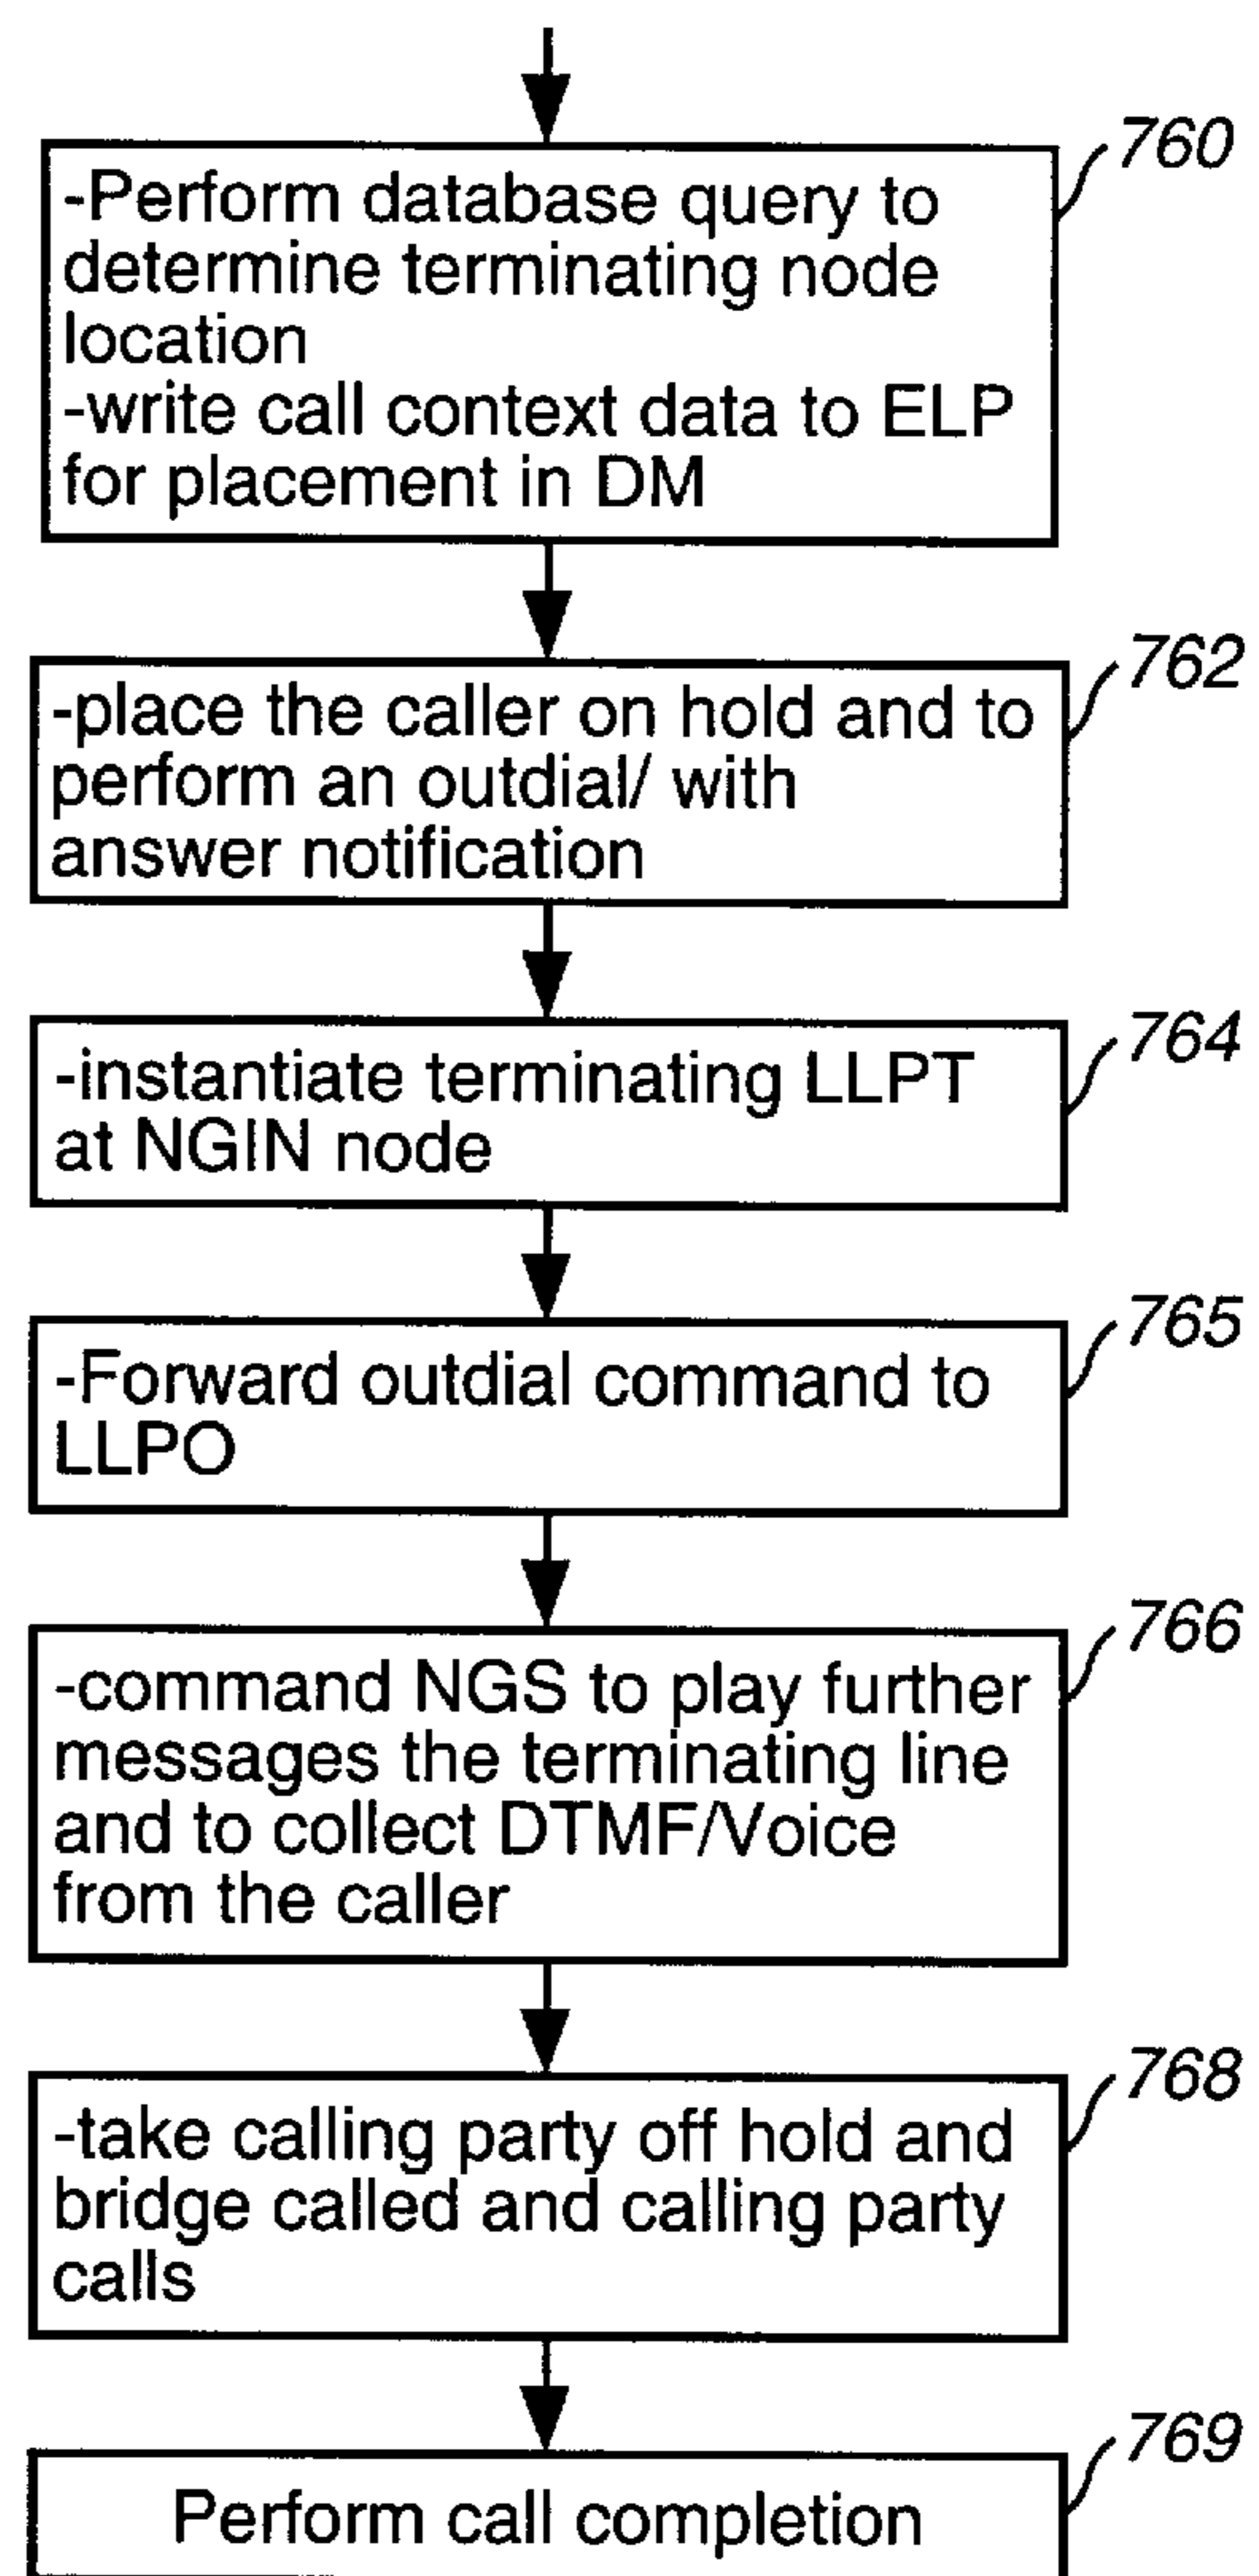 760
-Perform database query to
determine terminating node
location
-write call context data to ELP
for placement in DM
762
-place the caller on hold and to
perform an outdial/ with
answer notification
764
-instantiate terminating LLPT
at NGIN node
765
-Forward outdial command to
LLPO
766
-command NGS to play further
messages the terminating line
and to collect DTMF/Voice
from the caller
768
-take calling party off hold and
bridge called and calling party
calls
769
Perform call completion